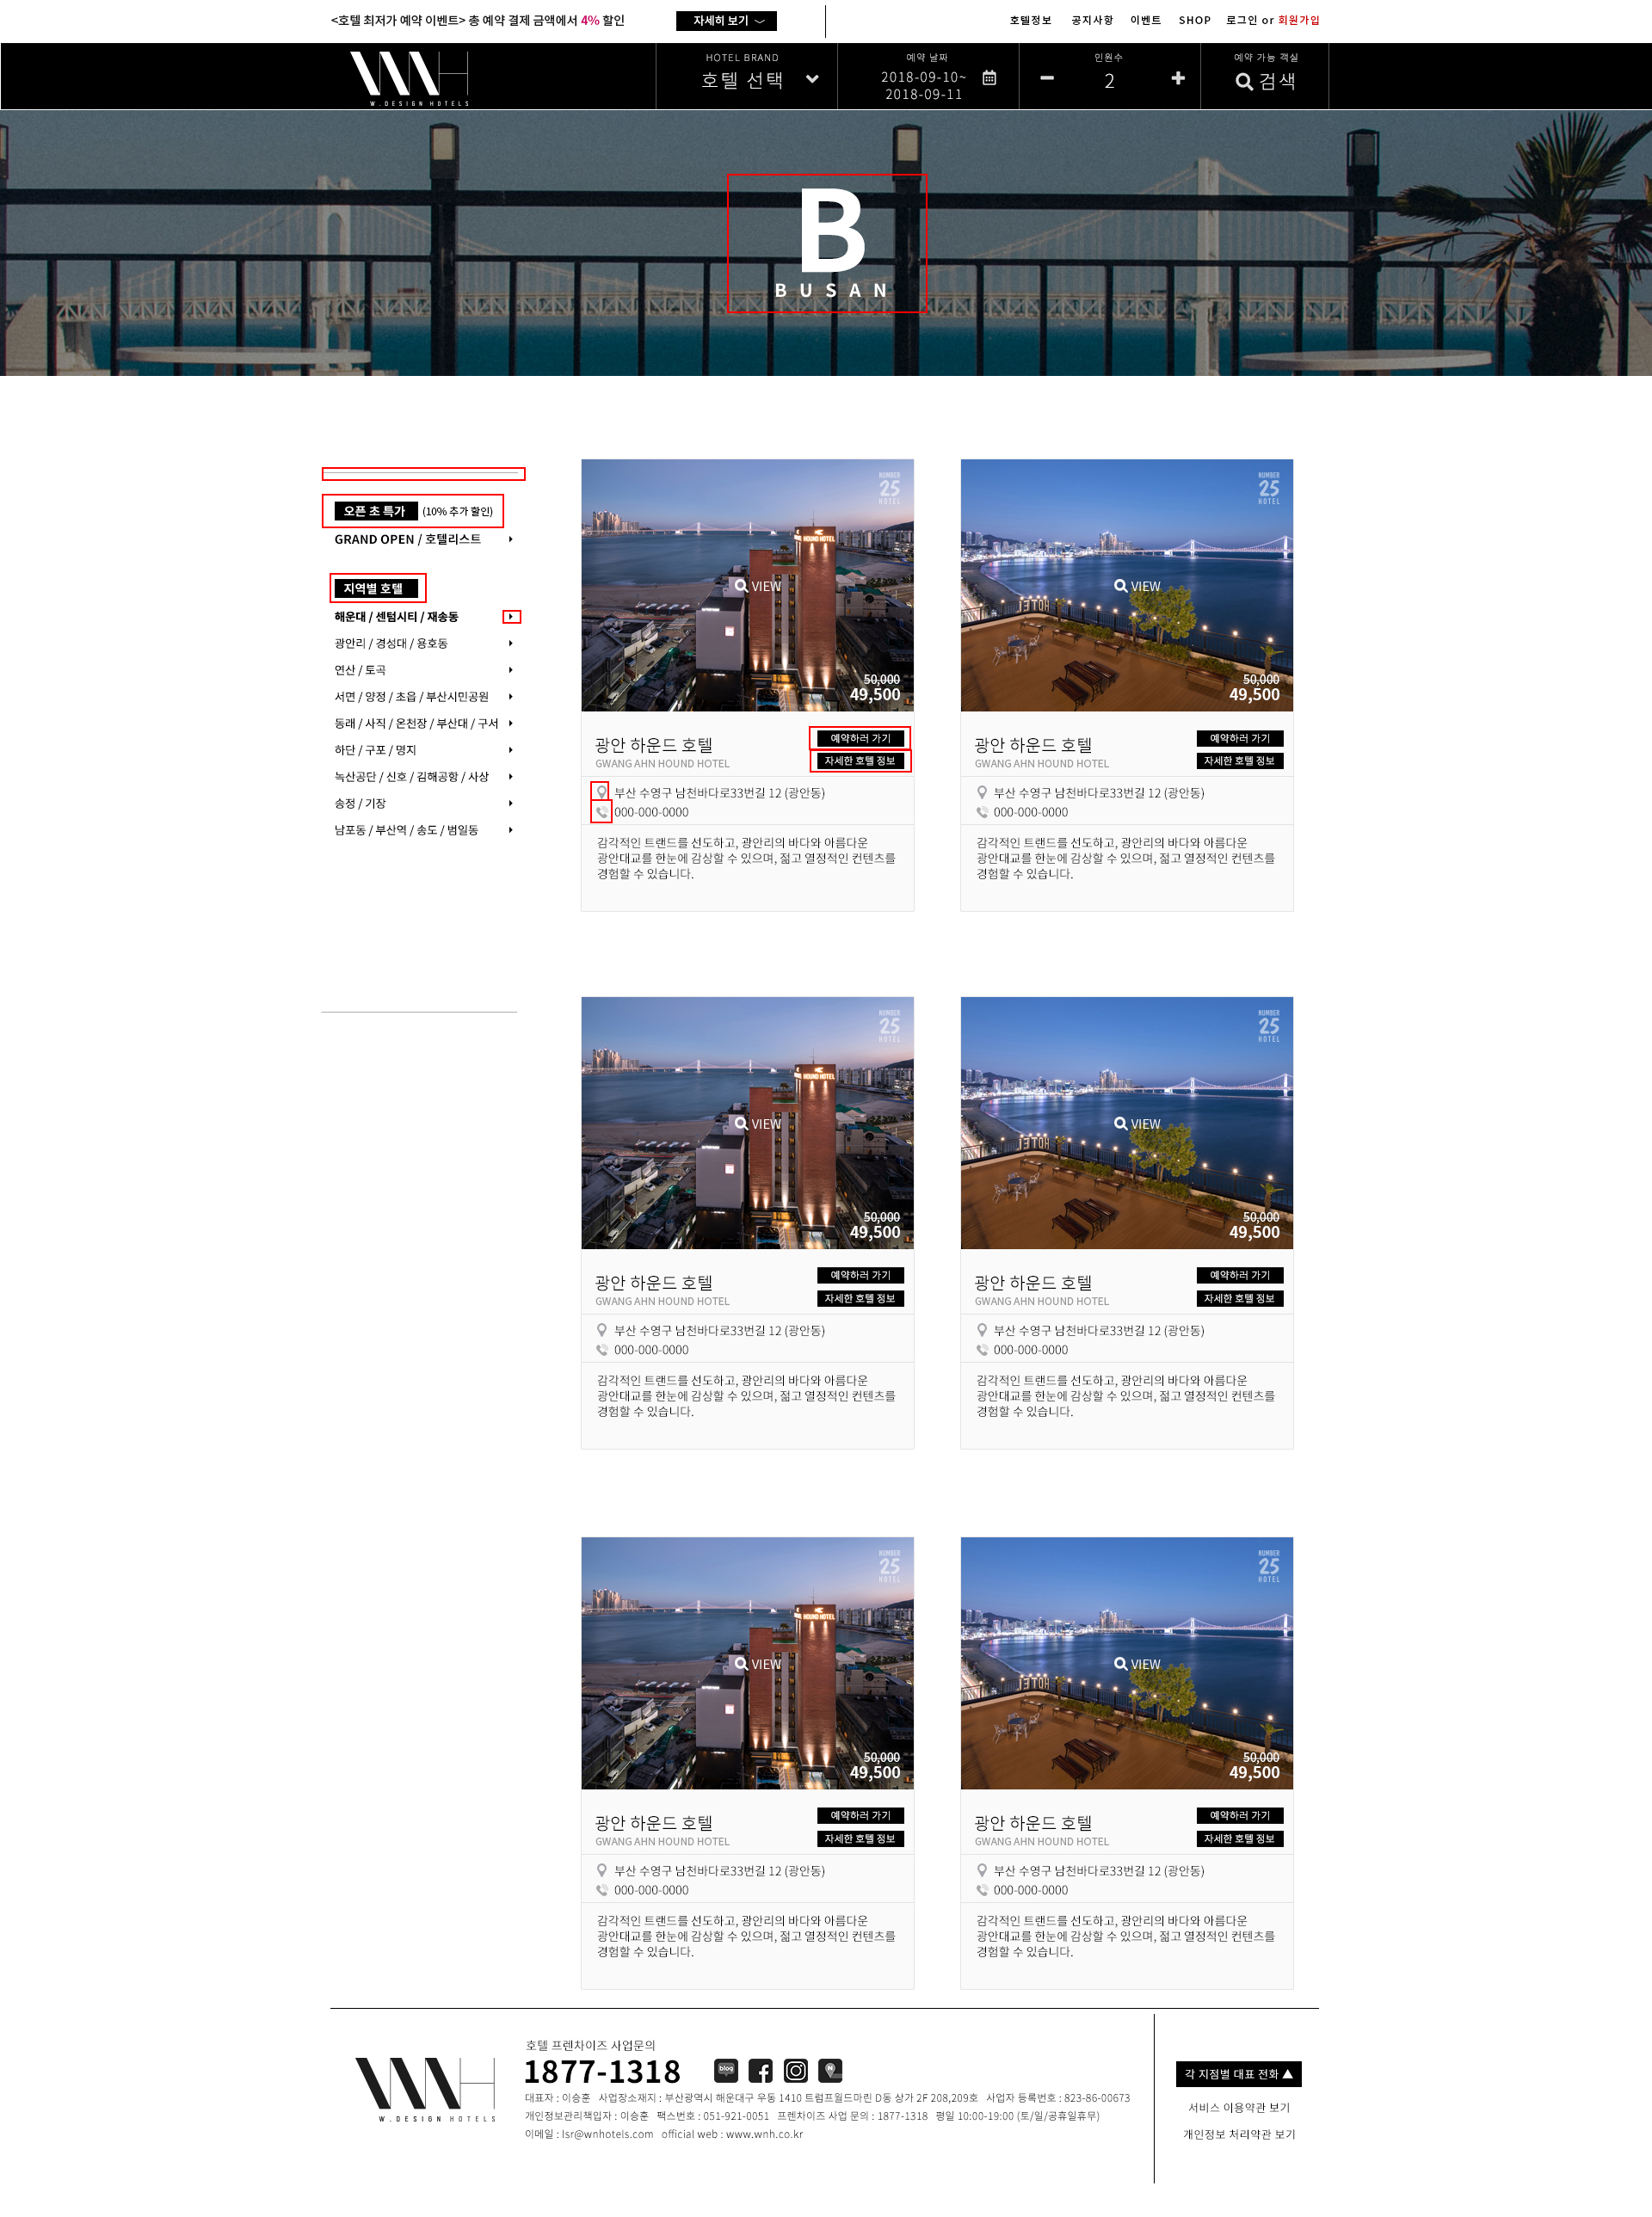 <호텔 최저가 예약 이벤트> 총 예약 결제 금액에서 4% 할인
자세히 보기
호텔정보 공지사항 이벤트 SHOP 로그인 or 회원가입
WNH
W.DESIGN HOTELS
HOTEL BRAND
호텔 선택
예약 날짜
2018-09-10~
2018-09-11
인원수
2
예약 가능 객실
검색
B
BUSAN
오픈 초 특가 (10% 추가 할인)
GRAND OPEN / 호텔리스트
지역별 호텔
해운대 / 센텀시티 / 재송동
광안리 / 경성대 / 용호동
연산 / 토곡
서면 / 양정 / 초읍 / 부산시민공원
동래 / 사직 / 온천장 / 부산대 / 구서
하단 / 구포 / 명지
녹산공단 / 신호 / 김해공항 / 사상
송정 / 기장
남포동 / 부산역 / 송도 / 범일동
NUMBER
25
HOTEL
HOUND HOTEL
VIEW
50,000
49,500
광안 하운드 호텔
GWANG AHN HOUND HOTEL
예약하러 가기
자세한 호텔 정보
부산 수영구 남천바다로33번길 12 (광안동)
000-000-0000
감각적인 트랜드를 선도하고, 광안리의 바다와 아름다운
광안대교를 한눈에 감상할 수 있으며, 젊고 열정적인 컨텐츠를
경험할 수 있습니다.
NUMBER
25
HOTEL
HOTEL
VIEW
50,000
49,500
광안 하운드 호텔
GWANG AHN HOUND HOTEL
예약하러 가기
자세한 호텔 정보
부산 수영구 남천바다로33번길 12 (광안동)
000-000-0000
감각적인 트랜드를 선도하고, 광안리의 바다와 아름다운
광안대교를 한눈에 감상할 수 있으며, 젊고 열정적인 컨텐츠를
경험할 수 있습니다.
NUMBER
25
HOTEL
HOUND HOTEL
VIEW
50,000
49,500
광안 하운드 호텔
GWANG AHN HOUND HOTEL
예약하러 가기
자세한 호텔 정보
부산 수영구 남천바다로33번길 12 (광안동)
000-000-0000
감각적인 트랜드를 선도하고, 광안리의 바다와 아름다운
광안대교를 한눈에 감상할 수 있으며, 젊고 열정적인 컨텐츠를
경험할 수 있습니다.
NUMBER
25
HOTEL
HOTEL
VIEW
50,000
49,500
광안 하운드 호텔
GWANG AHN HOUND HOTEL
예약하러 가기
자세한 호텔 정보
부산 수영구 남천바다로33번길 12 (광안동)
000-000-0000
감각적인 트랜드를 선도하고, 광안리의 바다와 아름다운
광안대교를 한눈에 감상할 수 있으며, 젊고 열정적인 컨텐츠를
경험할 수 있습니다.
NUMBER
25
HOTEL
HOUND HOTEL
VIEW
50,000
49,500
광안 하운드 호텔
GWANG AHN HOUND HOTEL
예약하러 가기
자세한 호텔 정보
부산 수영구 남천바다로33번길 12 (광안동)
000-000-0000
감각적인 트랜드를 선도하고, 광안리의 바다와 아름다운
광안대교를 한눈에 감상할 수 있으며, 젊고 열정적인 컨텐츠를
경험할 수 있습니다.
NUMBER
25
HOTEL
HOTEL
VIEW
50,000
49,500
광안 하운드 호텔
GWANG AHN HOUND HOTEL
예약하러 가기
자세한 호텔 정보
부산 수영구 남천바다로33번길 12 (광안동)
000-000-0000
감각적인 트랜드를 선도하고, 광안리의 바다와 아름다운
광안대교를 한눈에 감상할 수 있으며, 젊고 열정적인 컨텐츠를
경험할 수 있습니다.
WNH
W.DESIGN HOTELS
호텔 프렌차이즈 사업문의
1877-1318
blog
N
대표자 : 이승훈 사업장소재지 : 부산광역시 해운대구 우동 1410 트럼프월드마린 D동 상가 2F 208,209호 사업자 등록번호 : 823-86-00673
개인정보관리책임자 : 이승훈 팩스번호 : 051-921-0051 프렌차이즈 사업 문의 : 1877-1318 평일 10:00-19:00 (토/일/공휴일휴무)
이메일 : lsr@wnhotels.com official web : www.wnh.co.kr
각 지점별 대표 전화 ▲
서비스 이용약관 보기
개인정보 처리약관 보기